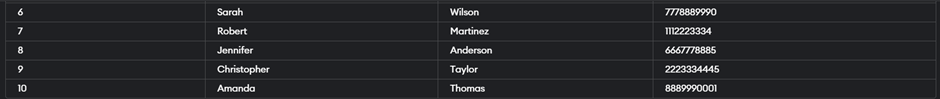 6 Sarah Wilson 7778889990
7 Robert Martinez 1112223334
8 Jennifer Anderson 6667778885
9 Christopher Taylor 2223334445
10 Amanda Thomas 8889990001